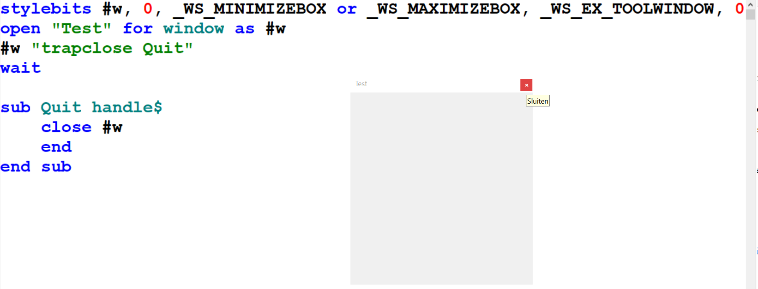 stylebits #w, 0, _WS_MINIMIZEBOX or _WS_MAXIMIZEBOX, _WS_EX_TOOLWINDOW, 0
open "Test" for window as #w
#w "trapclose Quit"
wait
Test
Sluiten
sub Quit handle$
    close #w
    end
end sub